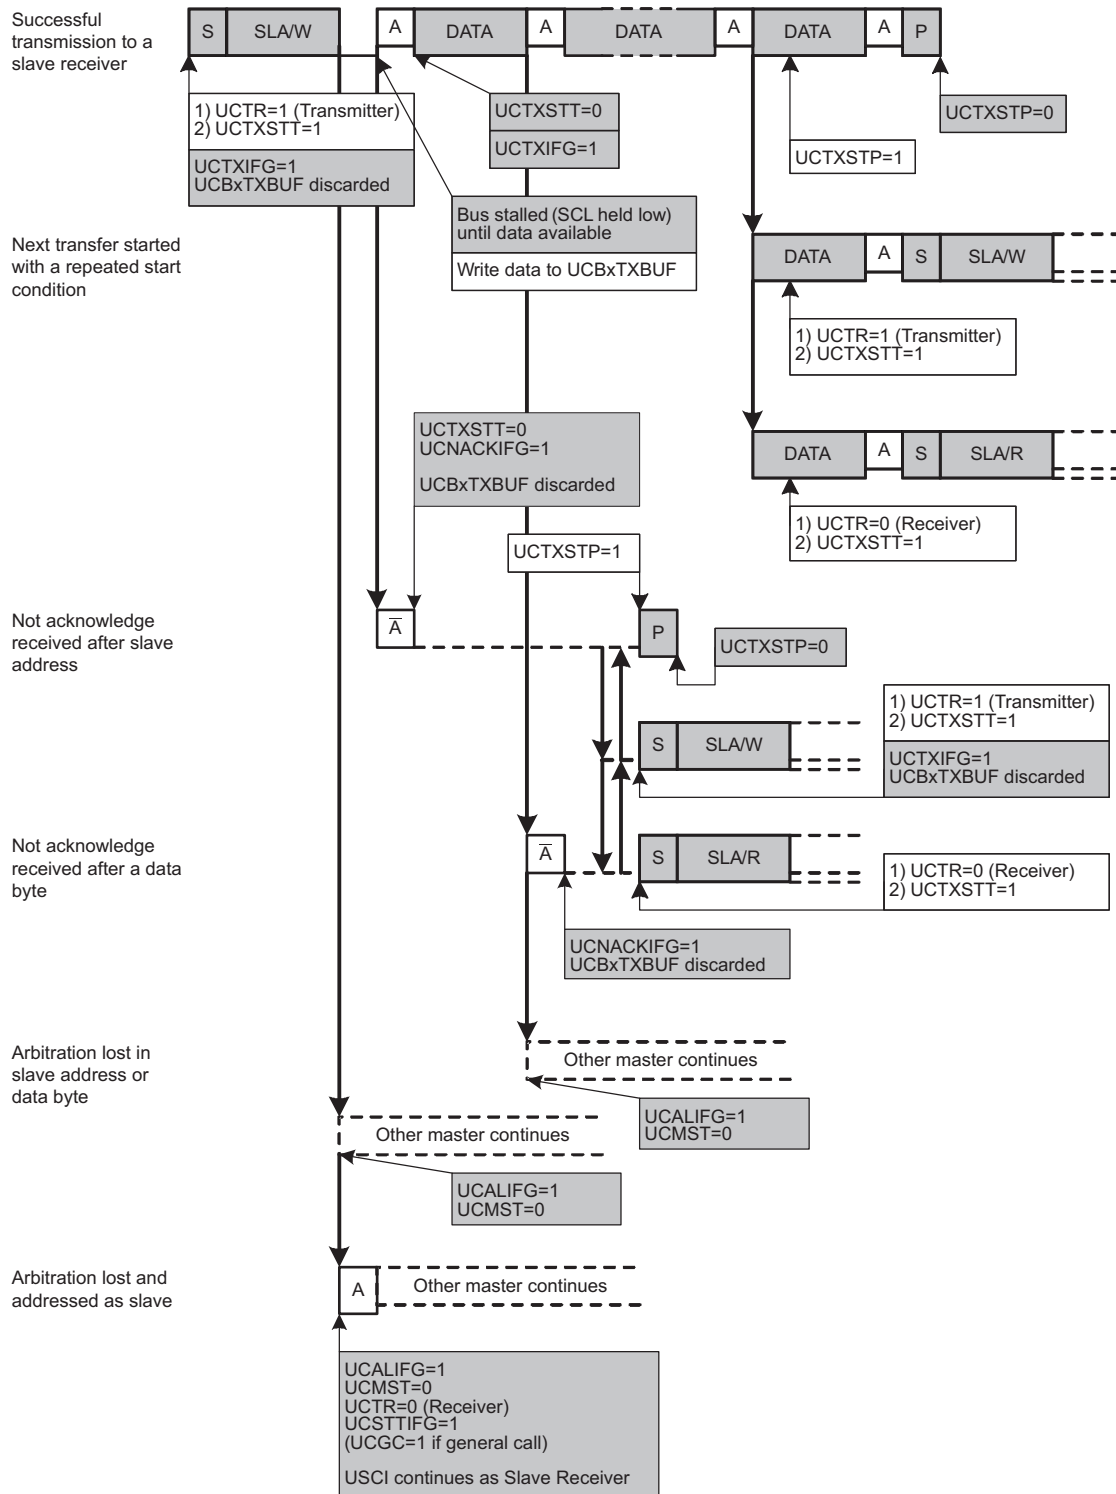 Successful
transmission to a
slave receiver
S SLA/W A DATA A DATA A DATA A P
1) UCTR=1 (Transmitter)
2) UCTXSTT=1
UCTXIFG=1
UCBxTXBUF discarded
UCTXSTT=0
UCTXIFG=1
UCTXSTP=1
UCTXSTP=0
Bus stalled (SCL held low)
until data available
Write data to UCBxTXBUF
Next transfer started
with a repeated start
condition
DATA A S SLA/W
1) UCTR=1 (Transmitter)
2) UCTXSTT=1
DATA A S SLA/R
1) UCTR=0 (Receiver)
2) UCTXSTT=1
UCTXSTT=0
UCNACKIFG=1
UCBxTXBUF discarded
UCTXSTP=1
Not acknowledge
received after slave
address
A̅ P
UCTXSTP=0
S SLA/W
1) UCTR=1 (Transmitter)
2) UCTXSTT=1
UCTXIFG=1
UCBxTXBUF discarded
Not acknowledge
received after a data
byte
A̅ S SLA/R
1) UCTR=0 (Receiver)
2) UCTXSTT=1
UCNACKIFG=1
UCBxTXBUF discarded
Arbitration lost in
slave address or
data byte
Other master continues
UCALIFG=1
UCMST=0
Other master continues
UCALIFG=1
UCMST=0
Arbitration lost and
addressed as slave
A Other master continues
UCALIFG=1
UCMST=0
UCTR=0 (Receiver)
UCSTTIFG=1
(UCGC=1 if general call)
USCI continues as Slave Receiver